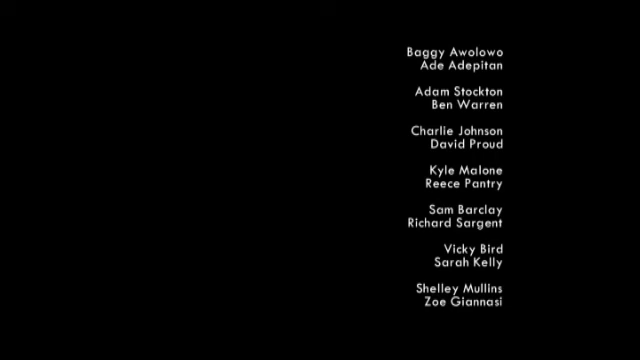 Baggy Awolowo
Ade Adepitan
Adam Stockton
Ben Warren
Charlie Johnson
David Proud
Kyle Malone
Reece Pantry
Sam Barclay
Richard Sargent
Vicky Bird
Sarah Kelly
Shelley Mullins
Zoe Giannasi